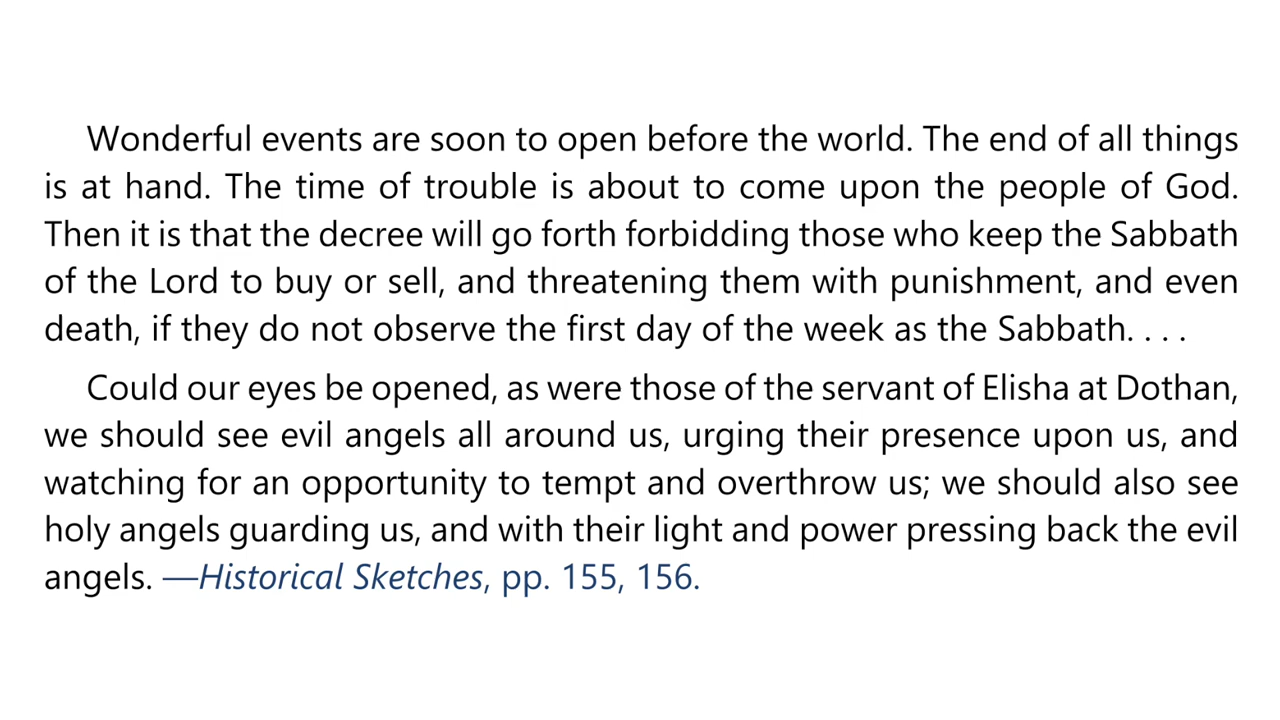 Wonderful events are soon to open before the world. The end of all things
is at hand. The time of trouble is about to come upon the people of God.
Then it is that the decree will go forth forbidding those who keep the Sabbath
of the Lord to buy or sell, and threatening them with punishment, and even
death, if they do not observe the first day of the week as the Sabbath. . . .
Could our eyes be opened, as were those of the servant of Elisha at Dothan,
we should see evil angels all around us, urging their presence upon us, and
watching for an opportunity to tempt and overthrow us; we should also see
holy angels guarding us, and with their light and power pressing back the evil
angels. —Historical Sketches, pp. 155, 156.